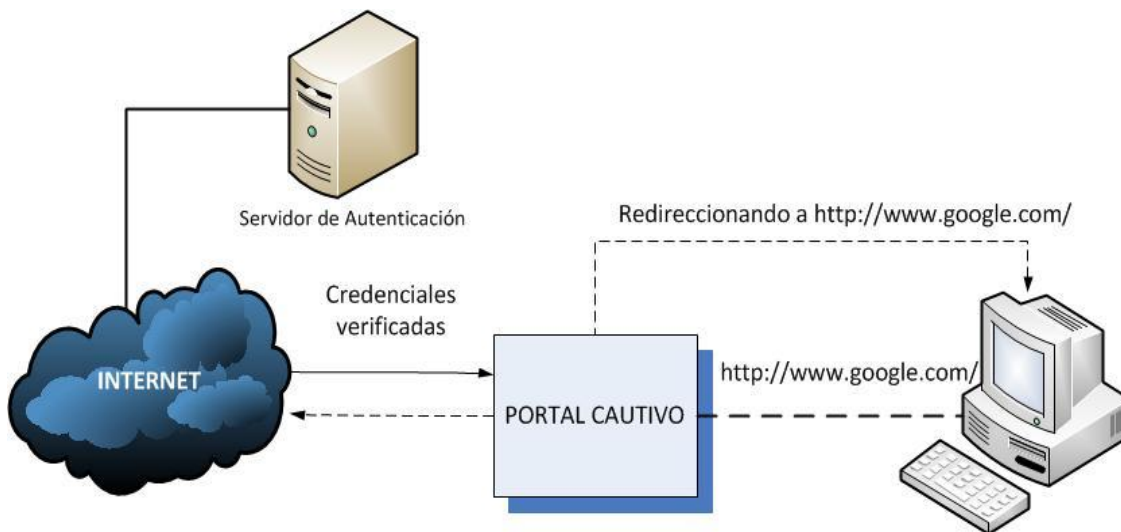 Servidor de Autenticación
Redireccionando a http://www.google.com/
Credenciales
verificadas
INTERNET
http://www.google.com/
PORTAL CAUTIVO